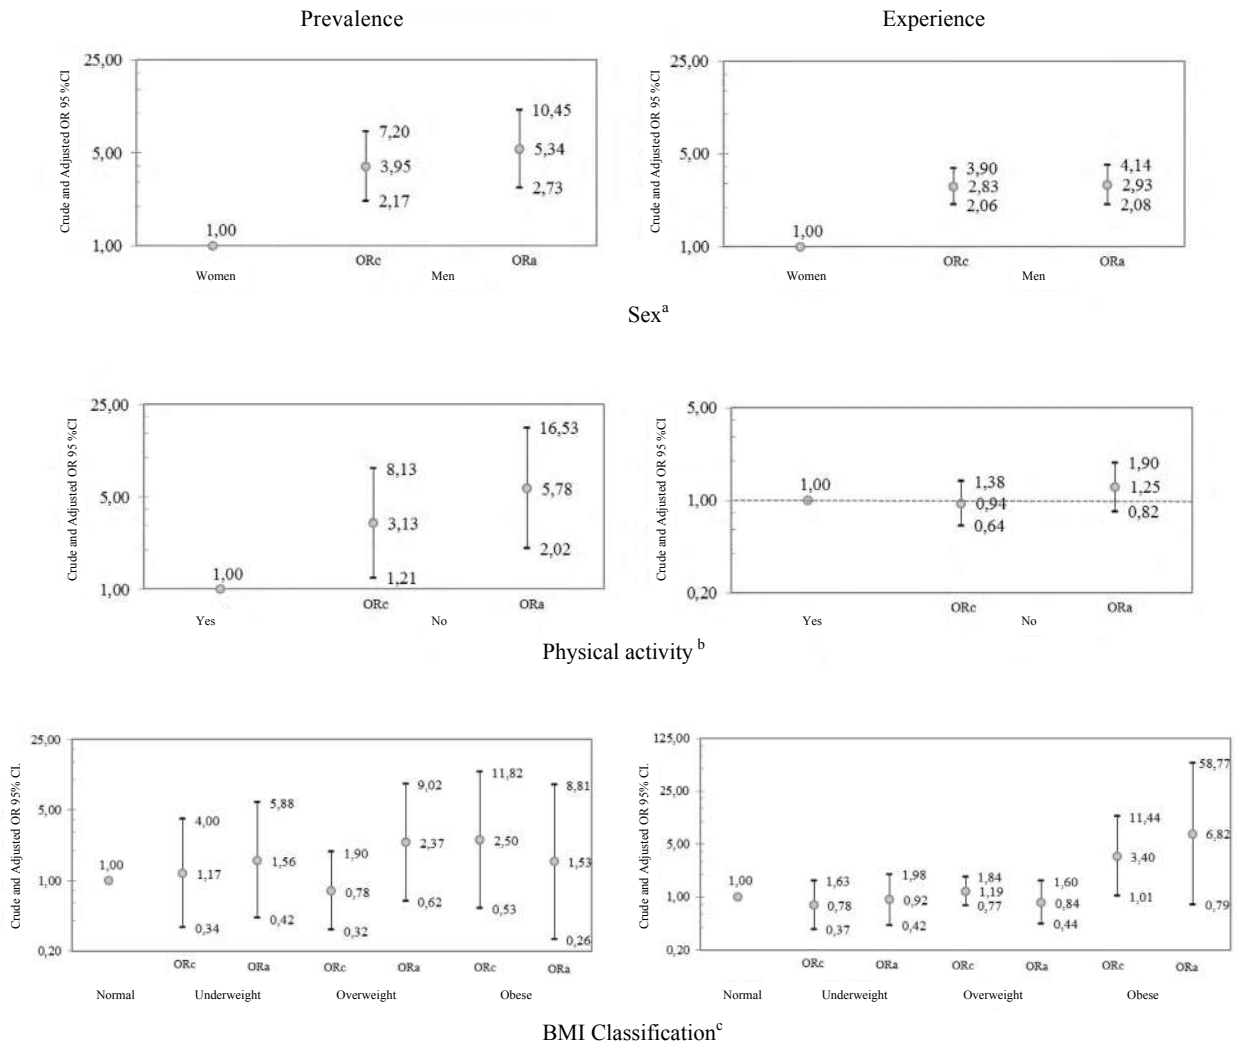 Prevalence
Experience
Crude and Adjusted OR 95 %CI
25,00
5,00
1,00
1,00
7,20
3,95
2,17
10,45
5,34
2,73
ORc
ORa
Women
Men
Crude and Adjusted OR 95 %CI
25,00
5,00
1,00
1,00
3,90
2,83
2,06
4,14
2,93
2,08
ORc
ORa
Women
Men
Sexa
Crude and Adjusted OR 95 %CI
25,00
5,00
1,00
1,00
8,13
3,13
1,21
16,53
5,78
2,02
ORc
ORa
Yes
No
Crude and Adjusted OR 95 %CI
5,00
1,00
0,20
1,00
1,38
0,94
0,64
1,90
1,25
0,82
ORc
ORa
Yes
No
Physical activity b
Crude and Adjusted OR 95% CI.
25,00
5,00
1,00
0,20
1,00
4,00
1,17
0,34
5,88
1,56
0,42
1,90
0,78
0,32
9,02
2,37
0,62
11,82
2,50
0,53
8,81
1,53
0,26
ORc
ORa
ORc
ORa
ORc
ORa
Normal
Underweight
Overweight
Obese
Crude and Adjusted OR 95% CI.
125,00
25,00
5,00
1,00
0,20
1,00
1,63
0,78
0,37
1,98
0,92
0,42
1,84
1,19
0,77
1,60
0,84
0,44
11,44
3,40
1,01
58,77
6,82
0,79
ORc
ORa
ORc
ORa
ORc
ORa
Normal
Underweight
Overweight
Obese
BMI Classificationc